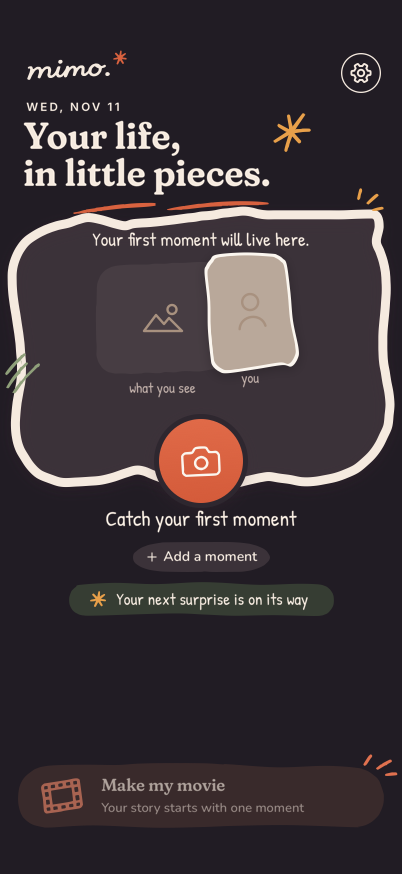 mimo.
WED, NOV 11
Your life,
in little pieces.
Your first moment will live here.
what you see
you
Catch your first moment
+ Add a moment
Your next surprise is on its way
Make my movie
Your story starts with one moment